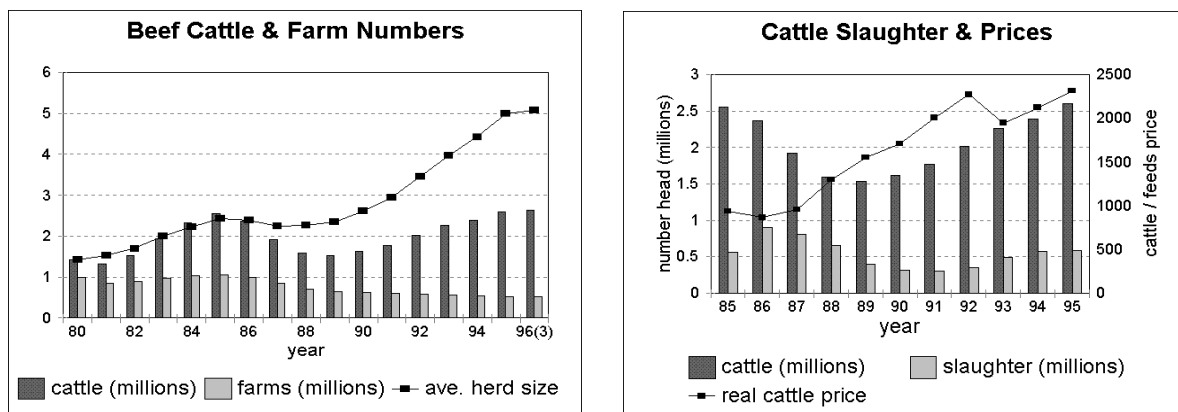 Beef Cattle & Farm Numbers
6
5
4
3
2
1
0
80 82 84 86 88 90 92 94 96(3)
year
cattle (millions) farms (millions) ave. herd size
Cattle Slaughter & Prices
number head (millions)
3
2.5
2
1.5
1
0.5
0
2500
2000
1500
1000
500
0
cattle / feeds price
85 86 87 88 89 90 91 92 93 94 95
year
cattle (millions) slaughter (millions)
real cattle price